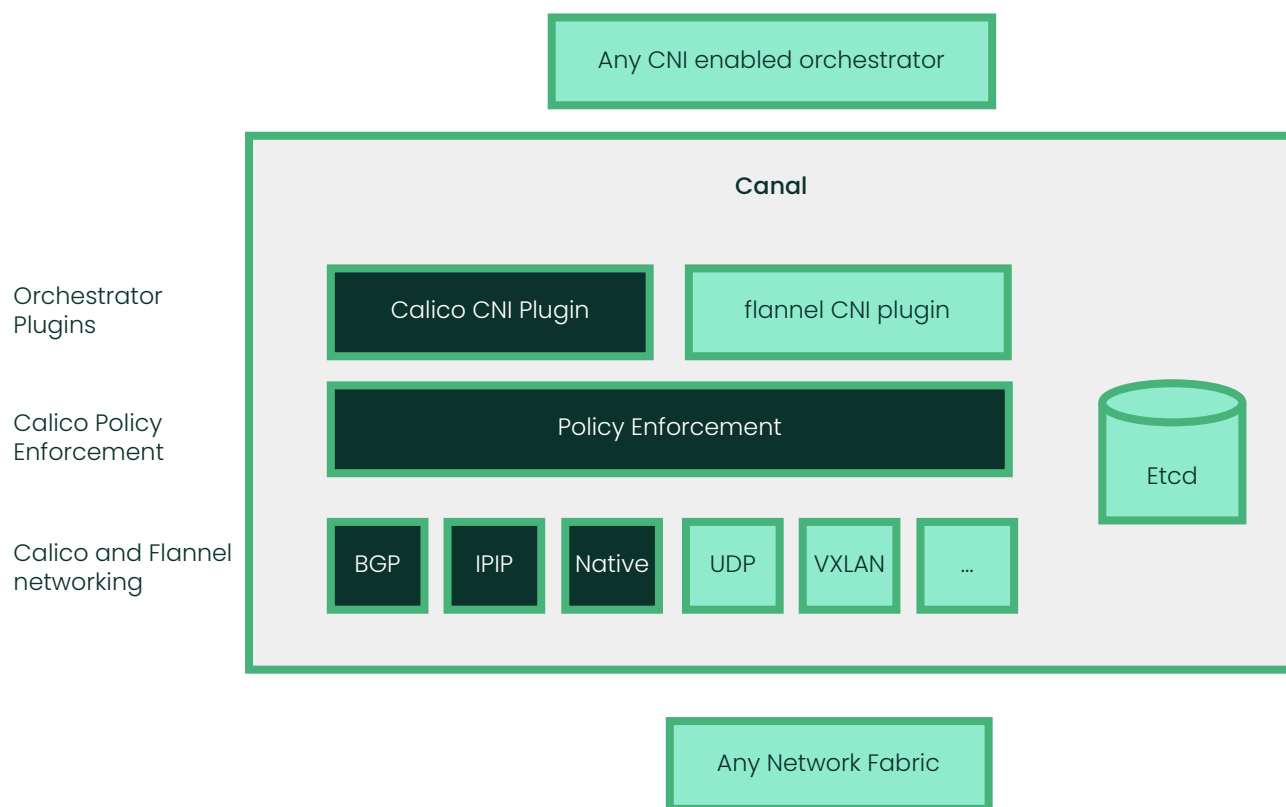 Any CNI enabled orchestrator
Canal
Orchestrator
Plugins
Calico CNI Plugin
flannel CNI plugin
Calico Policy
Enforcement
Policy Enforcement
Etcd
Calico and Flannel
networking
BGP
IPIP
Native
UDP
VXLAN
...
Any Network Fabric